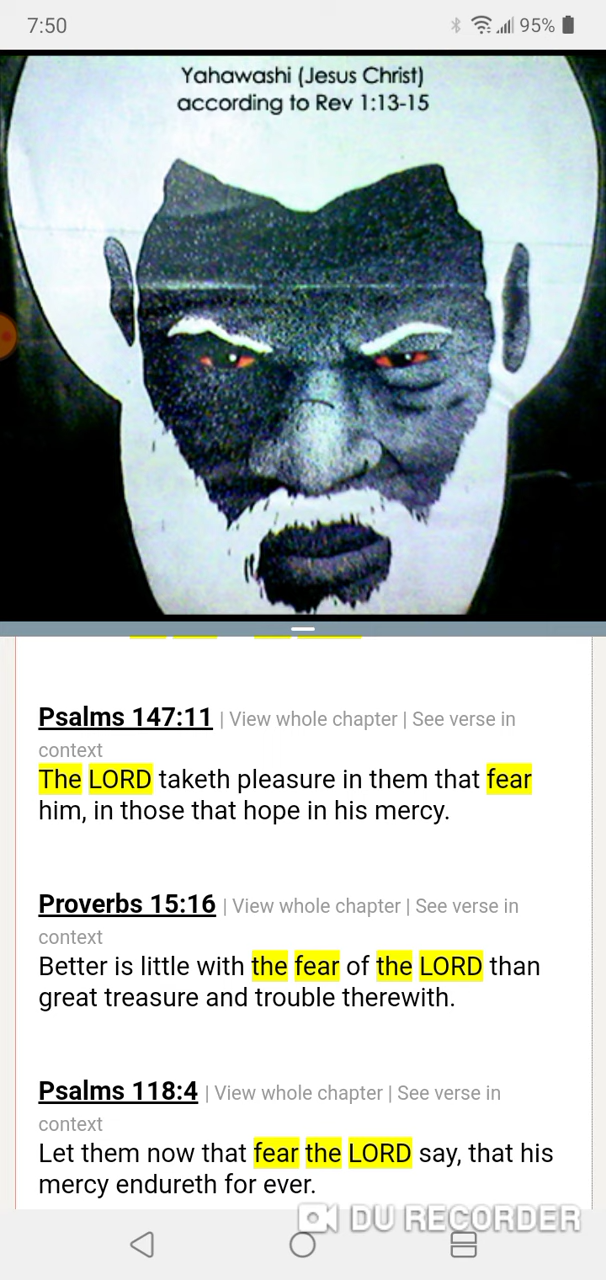 7:50
95%
Yahawashi (Jesus Christ)
according to Rev 1:13-15
Psalms 147:11 | View whole chapter | See verse in
context
The LORD taketh pleasure in them that fear
him, in those that hope in his mercy.
Proverbs 15:16 | View whole chapter | See verse in
context
Better is little with the fear of the LORD than
great treasure and trouble therewith.
Psalms 118:4 | View whole chapter | See verse in
context
Let them now that fear the LORD say, that his
mercy endureth for ever.
DU RECORDER